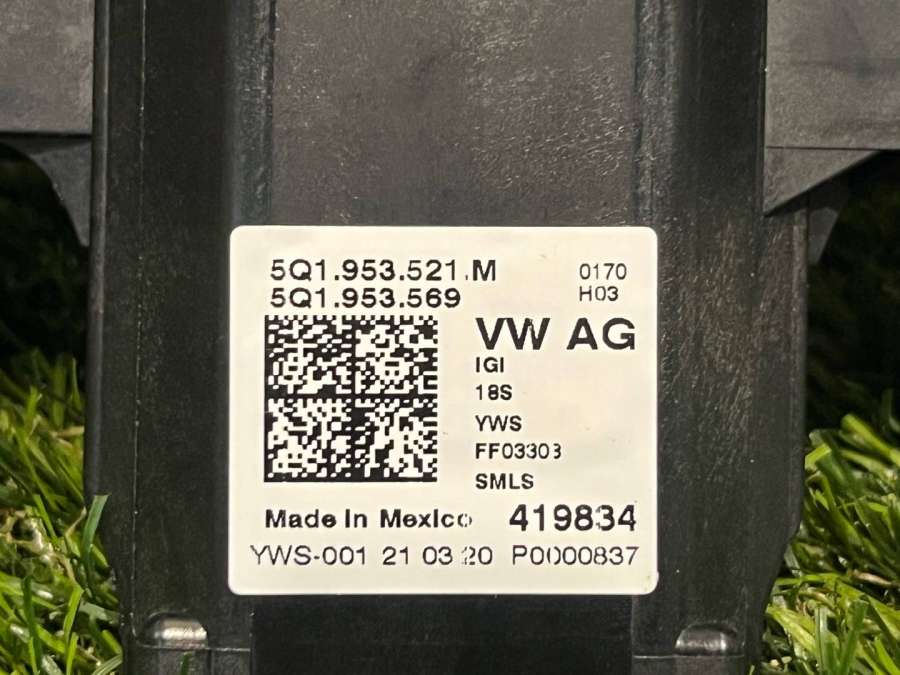 5Q1.953.521.M
0170
5Q1.953.569
H03
VW AG
IGI
18S
YWS
FF03303
SMLS
Made In Mexico 419834
YWS-001 21 03 20 P0000837